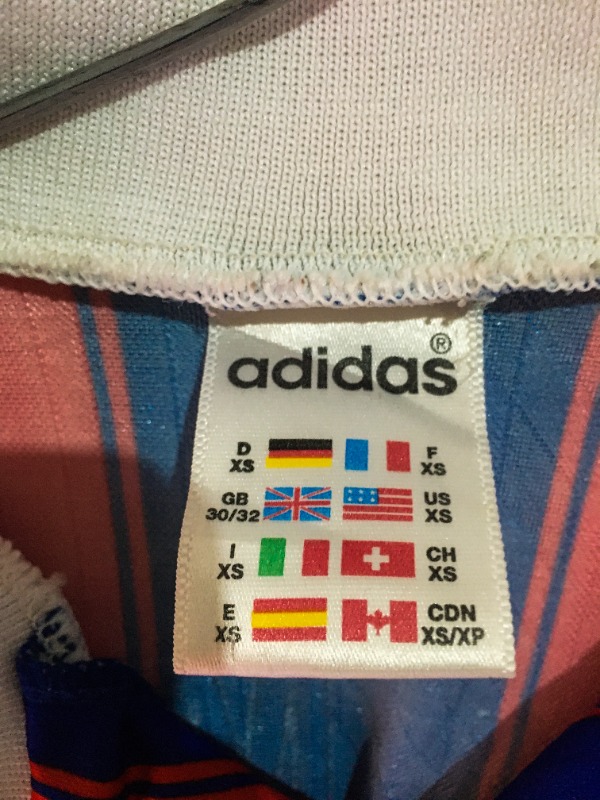 adidas®
D XS F XS
GB 30/32 US XS
I XS CH XS
E XS CDN XS/XP